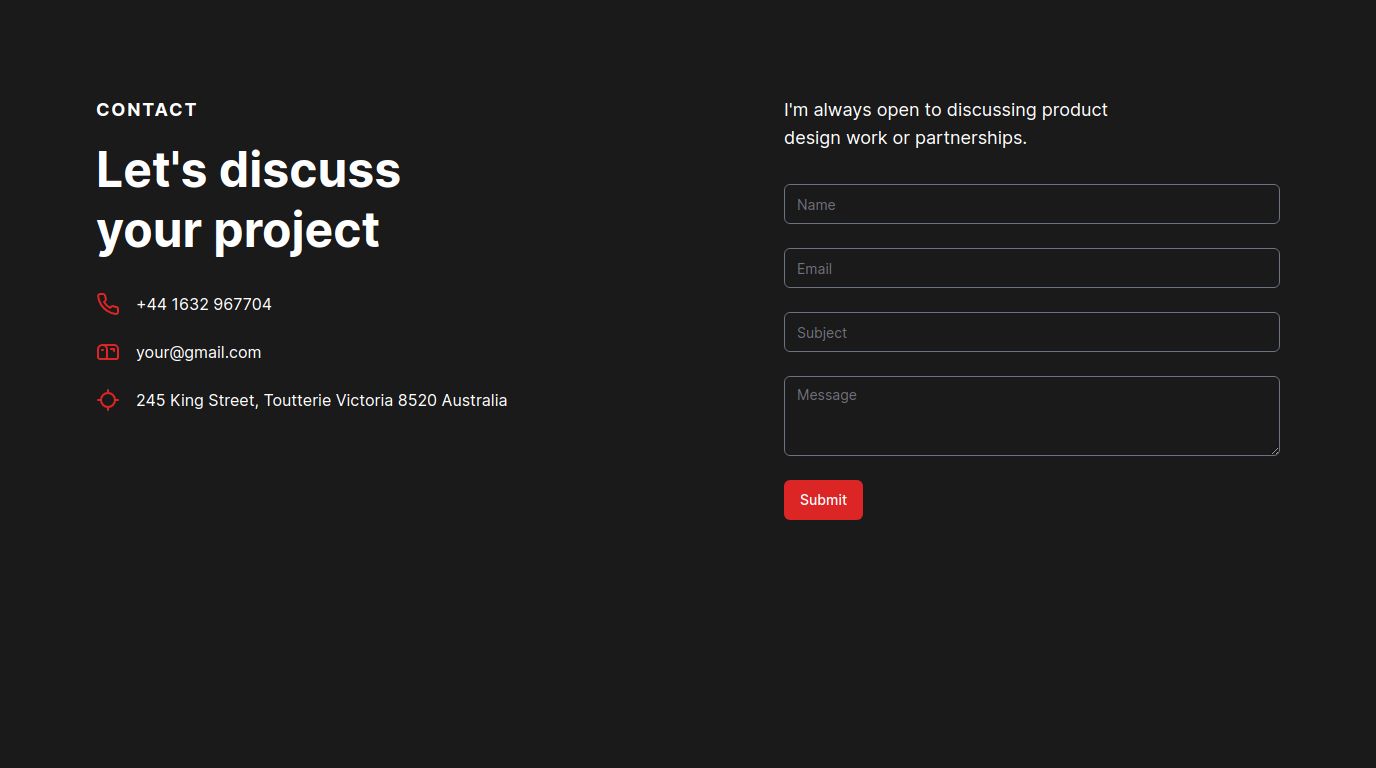 CONTACT
Let's discuss
your project
+44 1632 967704
your@gmail.com
245 King Street, Toutterie Victoria 8520 Australia
I'm always open to discussing product
design work or partnerships.
Name
Email
Subject
Message
Submit